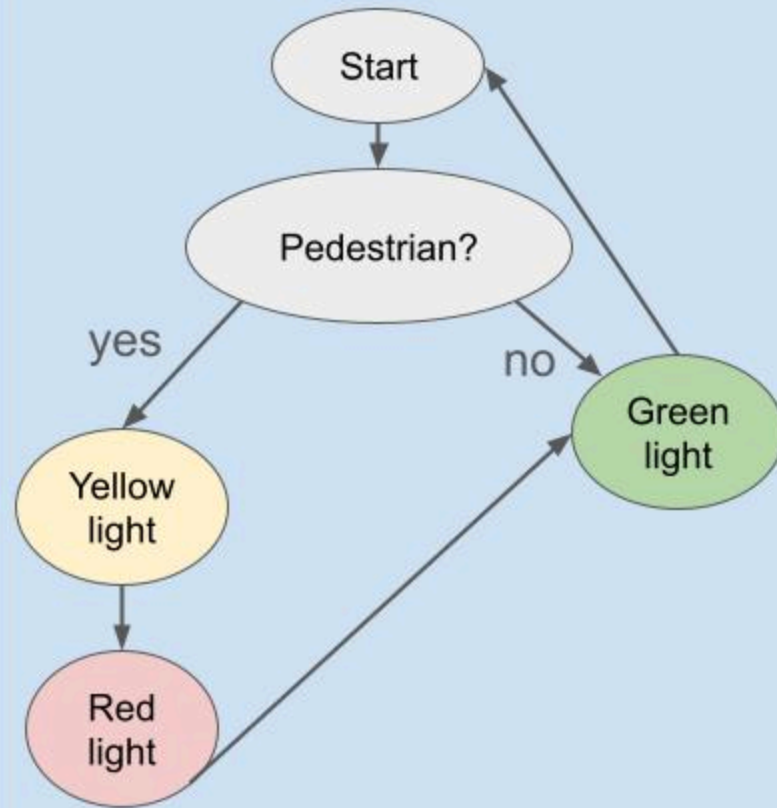 Start
Pedestrian?
yes
no
Green
light
Yellow
light
Red
light